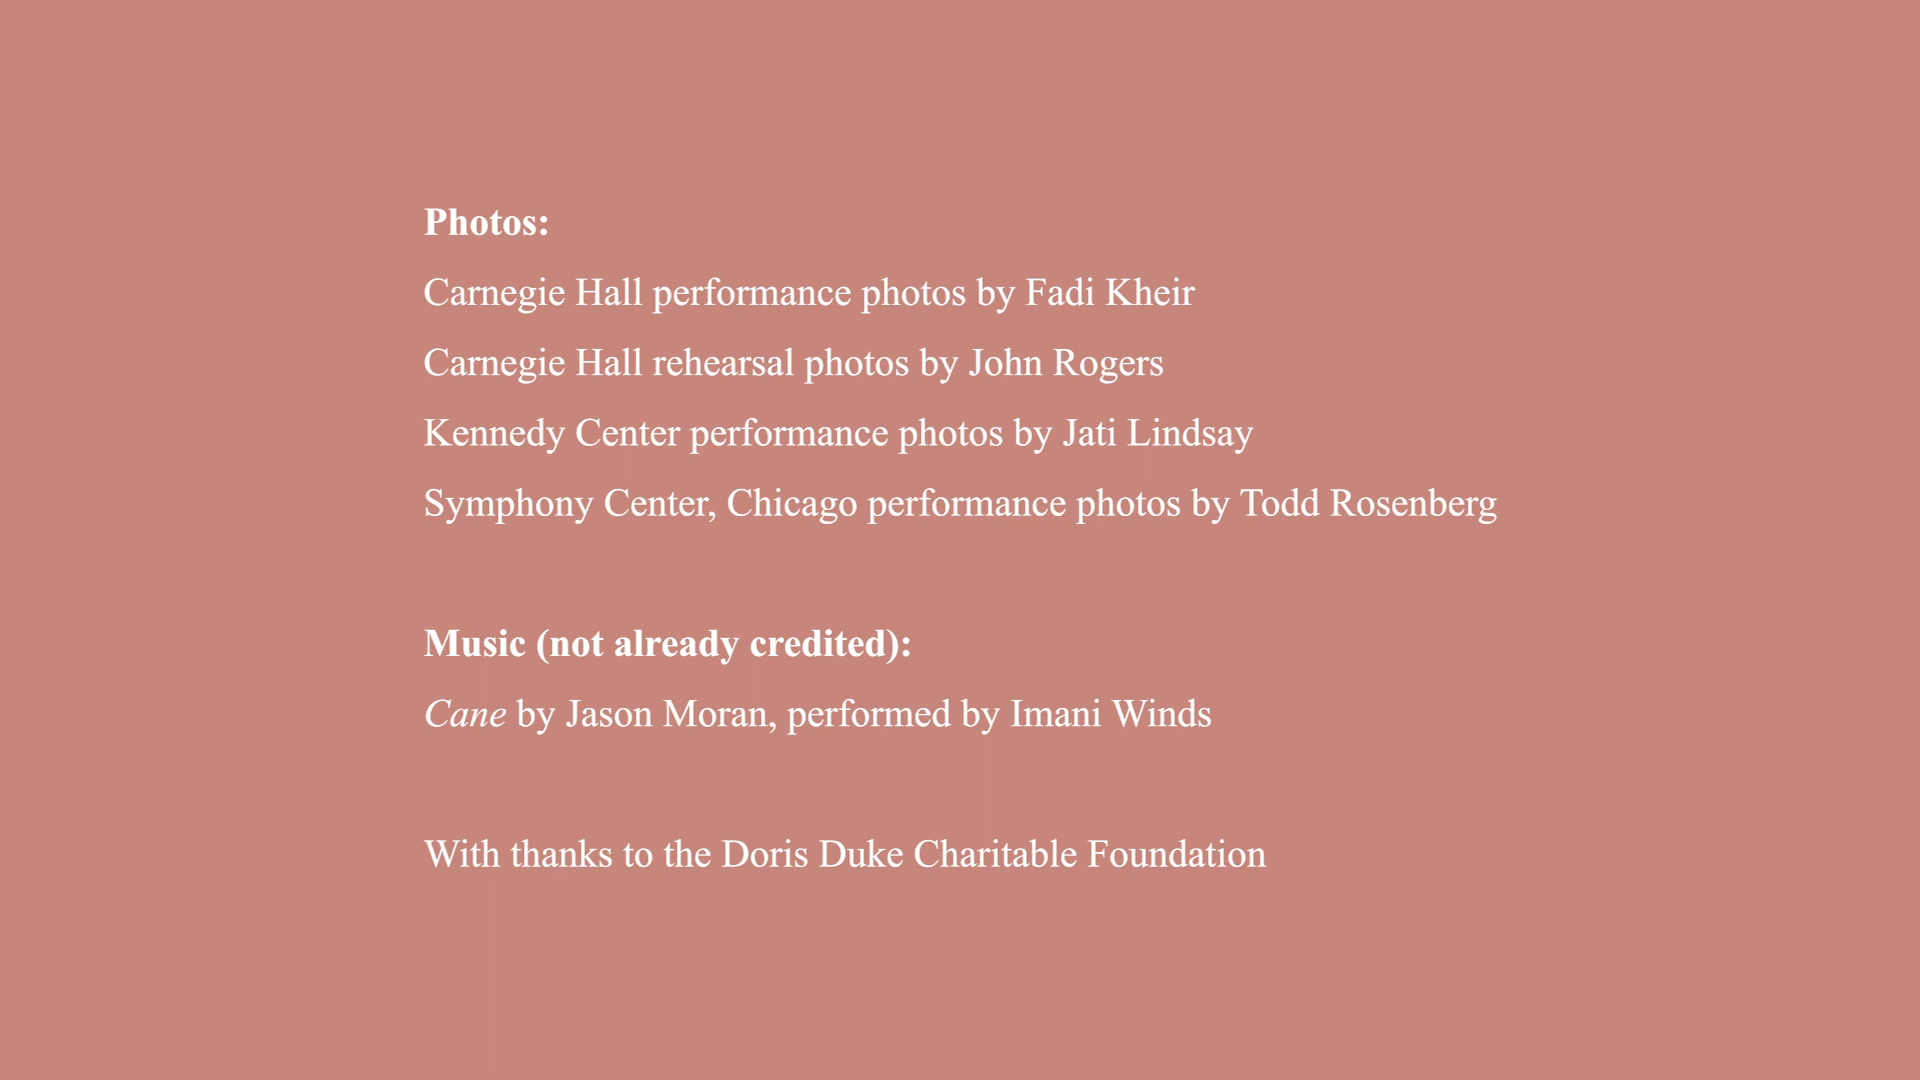 Photos:
Carnegie Hall performance photos by Fadi Kheir
Carnegie Hall rehearsal photos by John Rogers
Kennedy Center performance photos by Jati Lindsay
Symphony Center, Chicago performance photos by Todd Rosenberg
Music (not already credited):
Cane by Jason Moran, performed by Imani Winds
With thanks to the Doris Duke Charitable Foundation